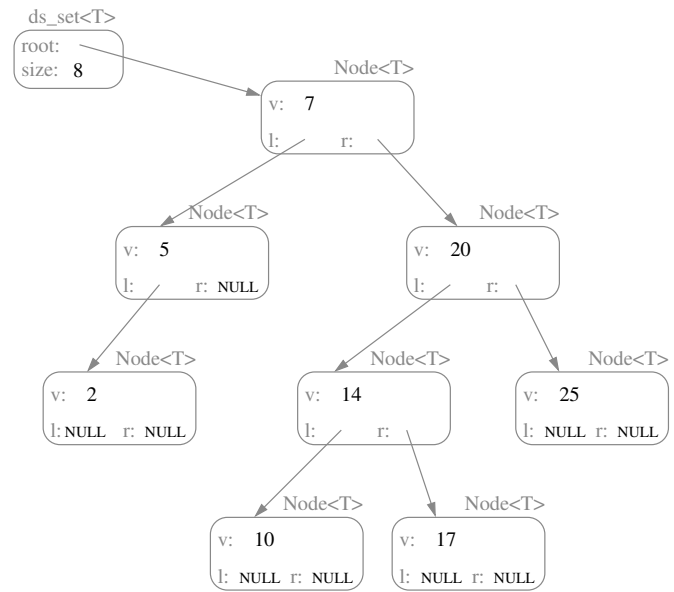 ds_set<T>
root:
size: 8
Node<T>
v: 7
l: r:
Node<T>
v: 5
l: r: NULL
Node<T>
v: 20
l: r:
Node<T>
v: 2
l: NULL r: NULL
Node<T>
v: 14
l: r:
Node<T>
v: 25
l: NULL r: NULL
Node<T>
v: 10
l: NULL r: NULL
Node<T>
v: 17
l: NULL r: NULL